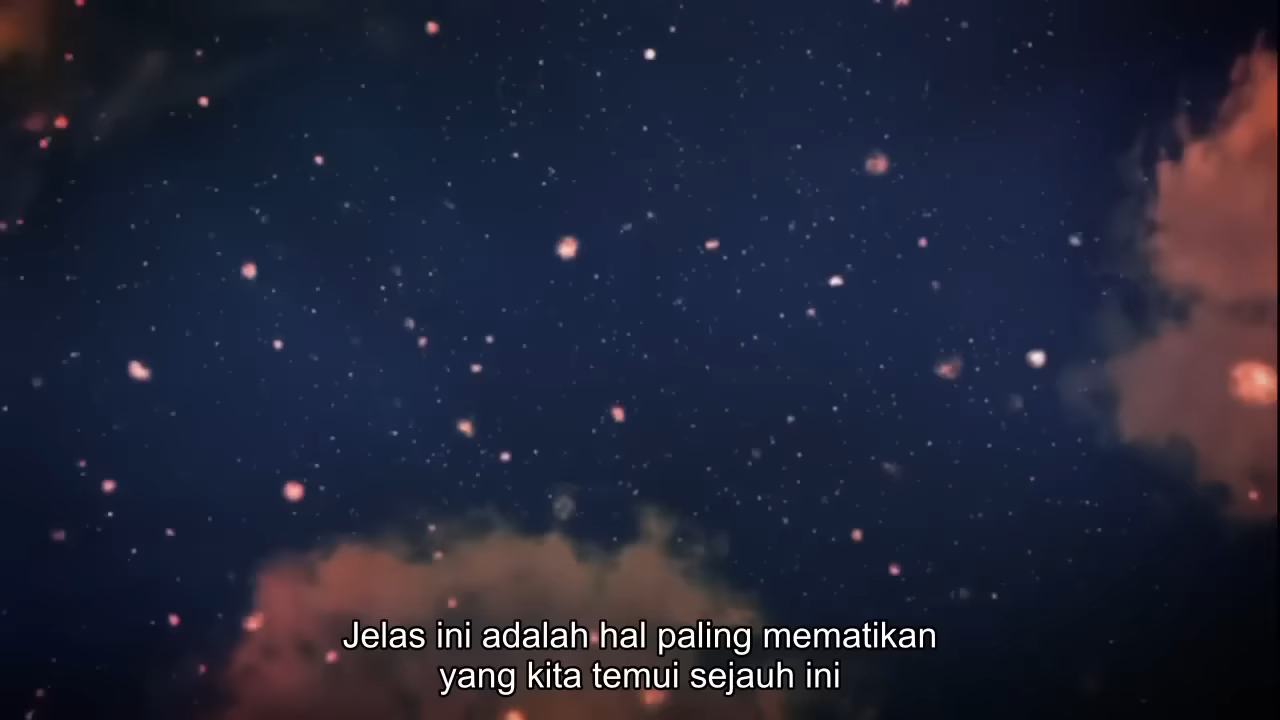 Jelas ini adalah hal paling mematikan
yang kita temui sejauh ini